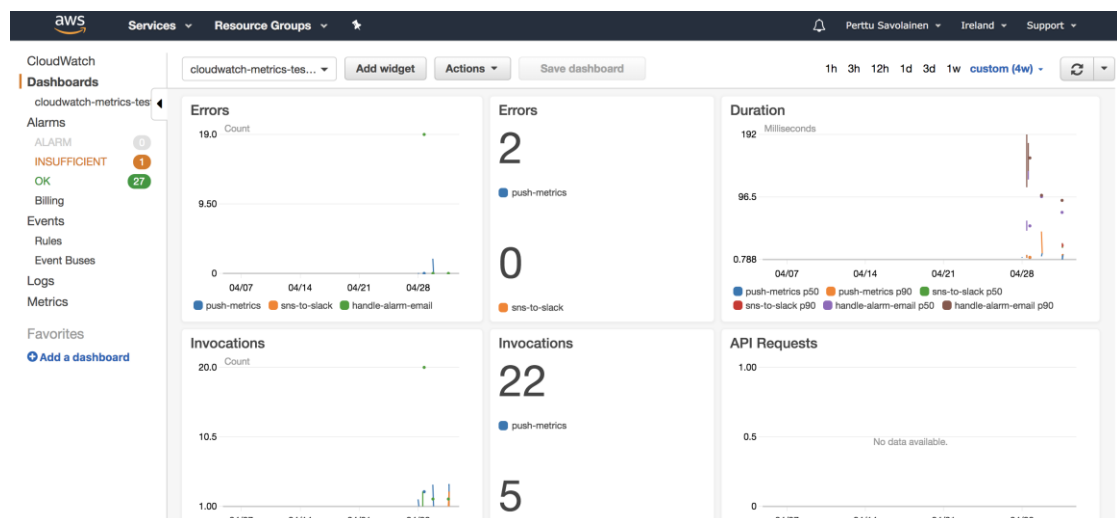 aws Services Resource Groups Perttu Savolainen Ireland Support
CloudWatch
Dashboards
cloudwatch-metrics-tes
Alarms
ALARM 0
INSUFFICIENT 1
OK 27
Billing
Events
Rules
Event Buses
Logs
Metrics
Favorites
Add a dashboard
cloudwatch-metrics-tes... Add widget Actions Save dashboard 1h 3h 12h 1d 3d 1w custom (4w)
Errors
Count
19.0
9.50
0
04/07 04/14 04/21 04/28
push-metrics sns-to-slack handle-alarm-email
Errors
2
push-metrics
0
sns-to-slack
Duration
Milliseconds
192
96.5
0.788
04/07 04/14 04/21 04/28
push-metrics p50 push-metrics p90 sns-to-slack p50
sns-to-slack p90 handle-alarm-email p50 handle-alarm-email p90
Invocations
Count
20.0
10.5
1.00
Invocations
22
push-metrics
5
API Requests
1.00
0.5
No data available.
0